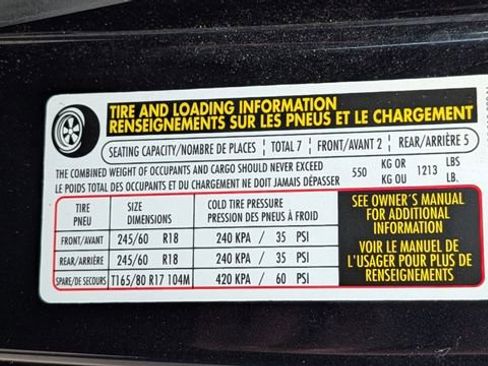 TIRE AND LOADING INFORMATION
RENSEIGNEMENTS SUR LES PNEUS ET LE CHARGEMENT
SEATING CAPACITY/NOMBRE DE PLACES TOTAL 7 FRONT/AVANT 2 REAR/ARRIÈRE 5
THE COMBINED WEIGHT OF OCCUPANTS AND CARGO SHOULD NEVER EXCEED 550 KG OR 1213 LBS
LE POIDS TOTAL DES OCCUPANTS ET DU CHARGEMENT NE DOIT JAMAIS DÉPASSER KG OU LB.
TIRE SIZE COLD TIRE PRESSURE
PNEU DIMENSIONS PRESSION DES PNEUS À FROID
FRONT/AVANT 245/60 R18 240 KPA / 35 PSI
REAR/ARRIÈRE 245/60 R18 240 KPA / 35 PSI
SPARE/DE SECOURS T165/80 R17 104M 420 KPA / 60 PSI
SEE OWNER'S MANUAL
FOR ADDITIONAL
INFORMATION
VOIR LE MANUEL DE
L'USAGER POUR PLUS DE
RENSEIGNEMENTS